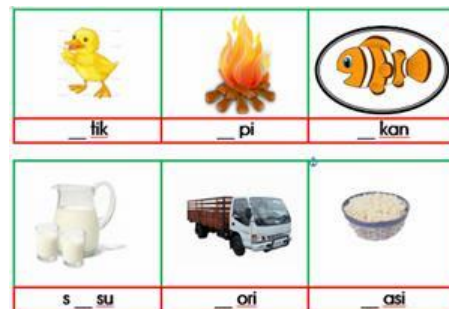 __ tik
__ pi
__ kan
s __ su
__ ori
__ asi